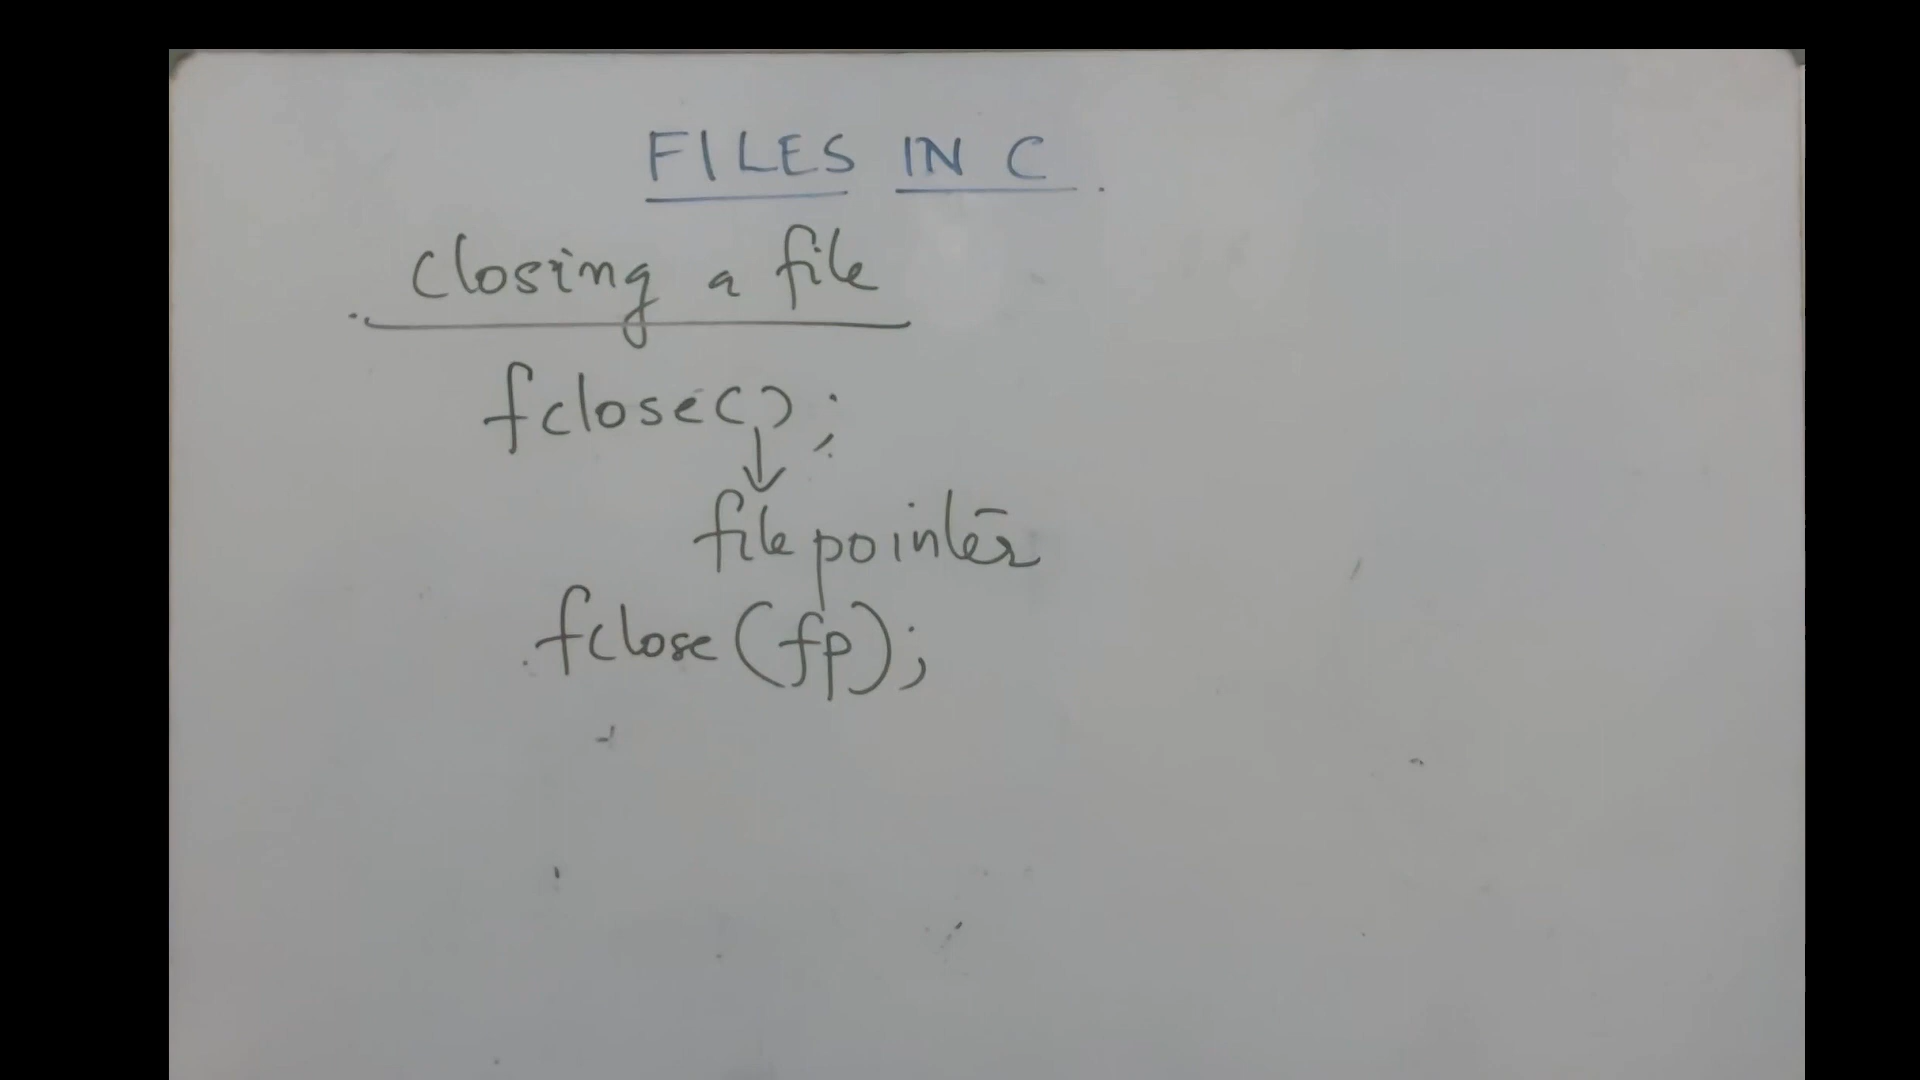 FILES IN C.
closing a file
fclose();
file pointer
fclose(fp);